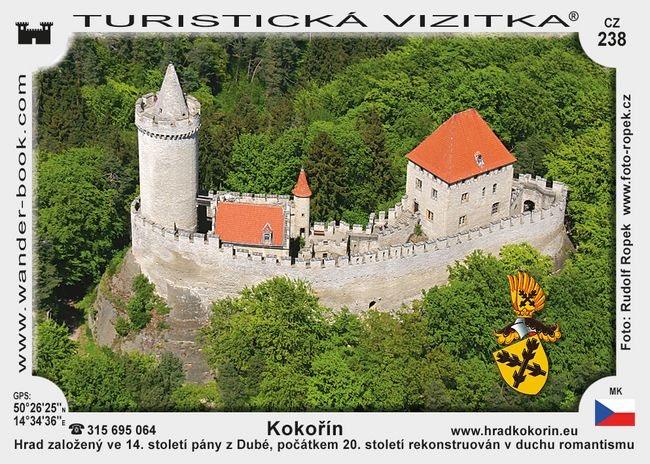 TURISTICKÁ VIZITKA®
CZ
238
www.wander-book.com
Foto: Rudolf Ropek www.foto-ropek.cz
GPS:
50°26'25"N
14°34'36"E
☎ 315 695 064
Kokořín
www.hradkokorin.eu
MK
Hrad založený ve 14. století pány z Dubé, počátkem 20. století rekonstruován v duchu romantismu